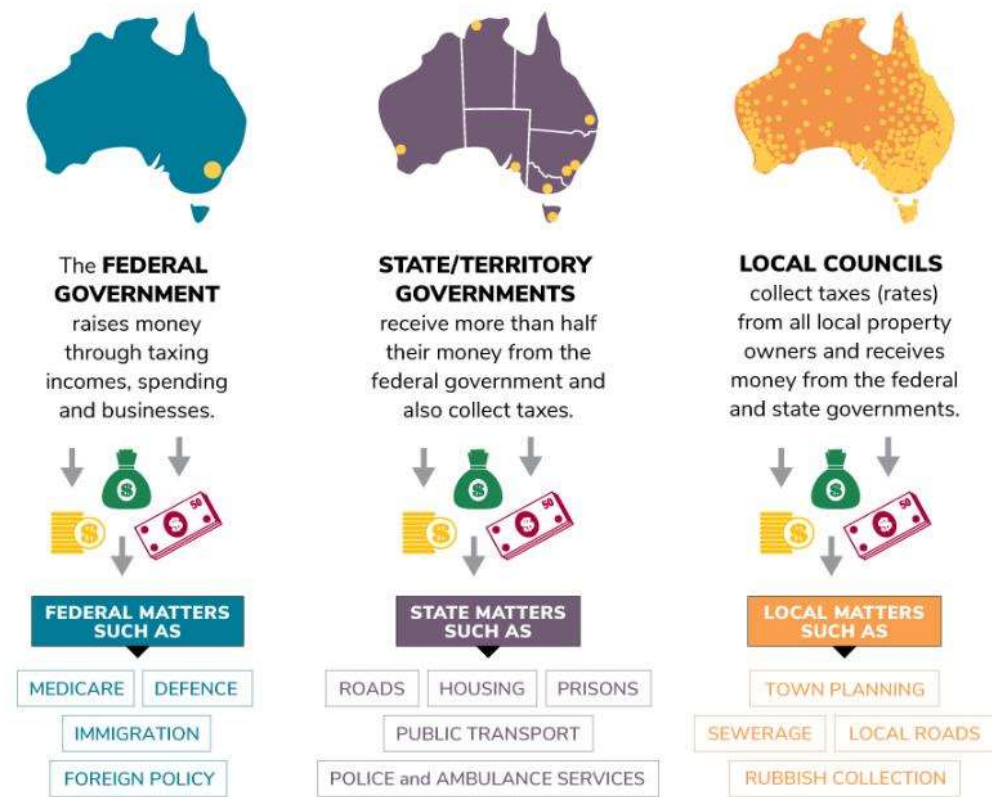 The FEDERAL
GOVERNMENT
raises money
through taxing
incomes, spending
and businesses.
$
$
$
50
FEDERAL MATTERS
SUCH AS
MEDICARE
DEFENCE
IMMIGRATION
FOREIGN POLICY
STATE/TERRITORY
GOVERNMENTS
receive more than half
their money from the
federal government and
also collect taxes.
$
$
$
50
STATE MATTERS
SUCH AS
ROADS
HOUSING
PRISONS
PUBLIC TRANSPORT
POLICE and AMBULANCE SERVICES
LOCAL COUNCILS
collect taxes (rates)
from all local property
owners and receives
money from the federal
and state governments.
$
$
$
50
LOCAL MATTERS
SUCH AS
TOWN PLANNING
SEWERAGE
LOCAL ROADS
RUBBISH COLLECTION